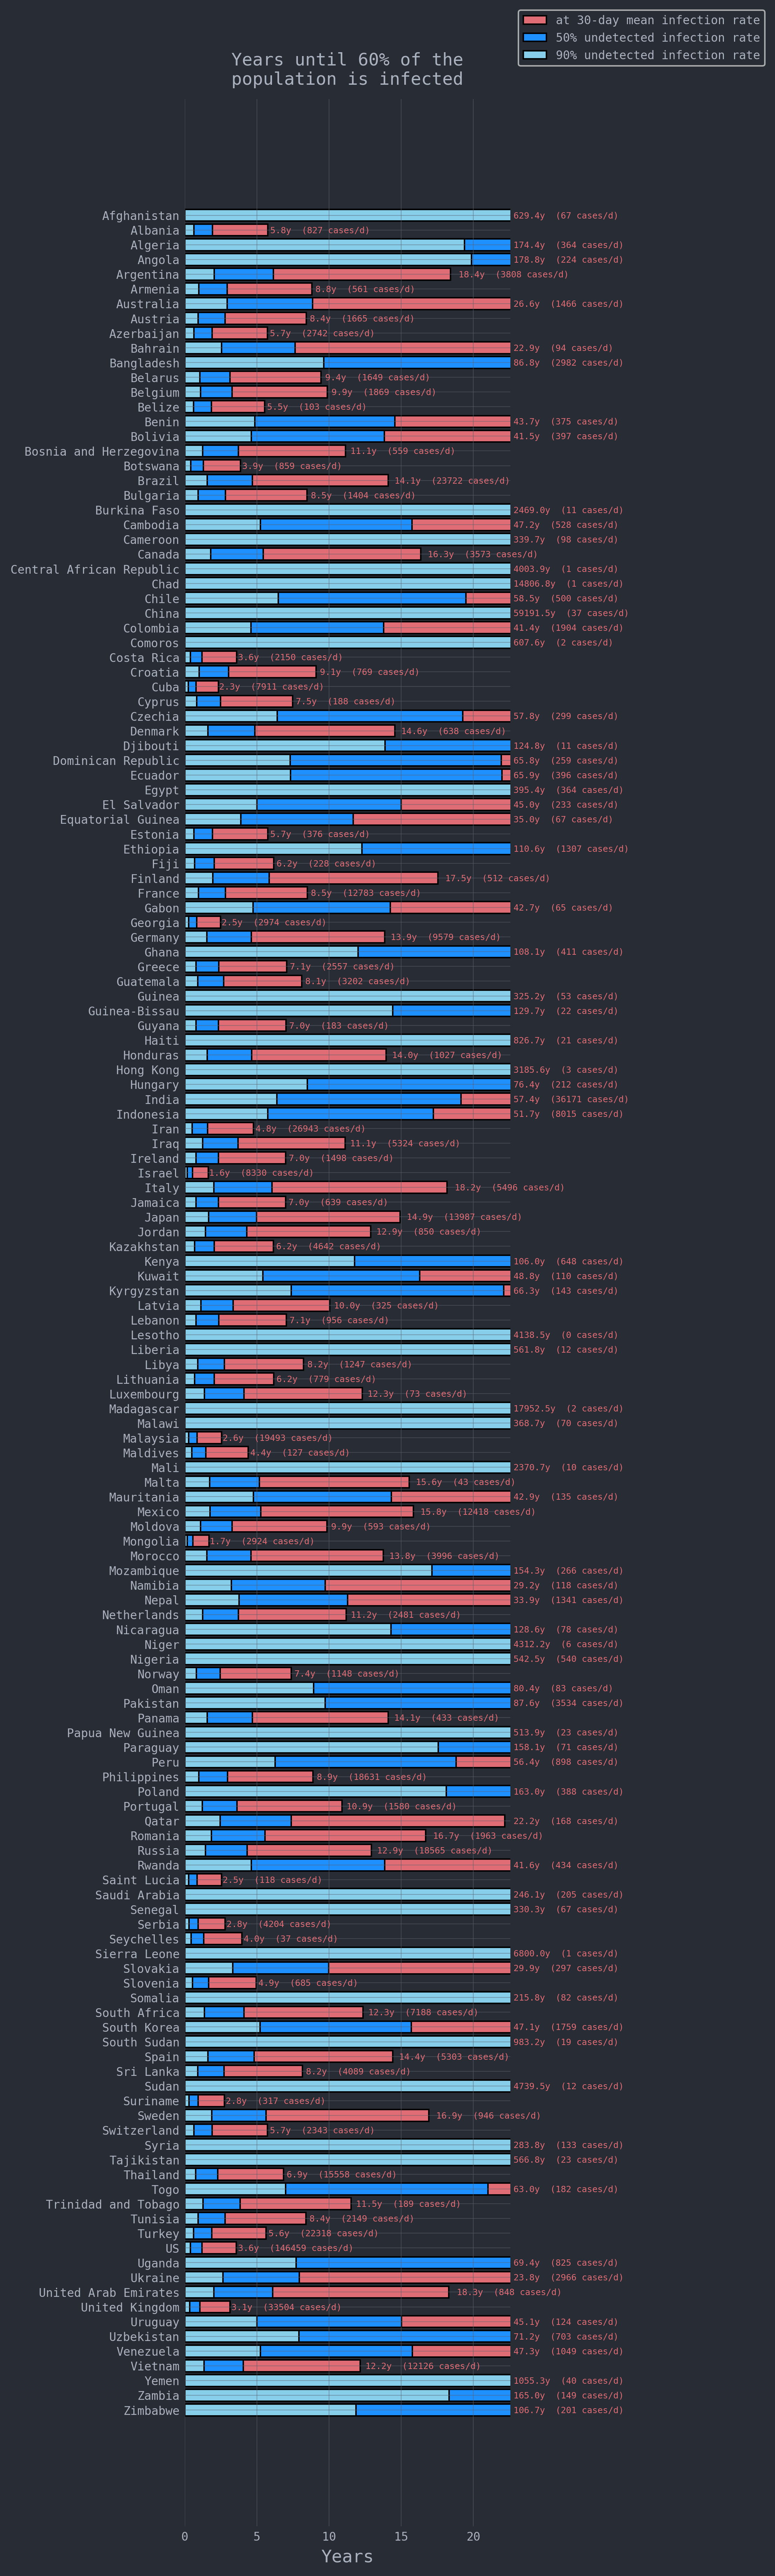 at 30-day mean infection rate
50% undetected infection rate
90% undetected infection rate
Years until 60% of the
population is infected
Afghanistan 629.4y (67 cases/d)
Albania 5.8y (827 cases/d)
Algeria 174.4y (364 cases/d)
Angola 178.8y (224 cases/d)
Argentina 18.4y (3808 cases/d)
Armenia 8.8y (561 cases/d)
Australia 26.6y (1466 cases/d)
Austria 8.4y (1665 cases/d)
Azerbaijan 5.7y (2742 cases/d)
Bahrain 22.9y (94 cases/d)
Bangladesh 86.8y (2982 cases/d)
Belarus 9.4y (1649 cases/d)
Belgium 9.9y (1869 cases/d)
Belize 5.5y (103 cases/d)
Benin 43.7y (375 cases/d)
Bolivia 41.5y (397 cases/d)
Bosnia and Herzegovina 11.1y (559 cases/d)
Botswana 3.9y (859 cases/d)
Brazil 14.1y (23722 cases/d)
Bulgaria 8.5y (1404 cases/d)
Burkina Faso 2469.0y (11 cases/d)
Cambodia 47.2y (528 cases/d)
Cameroon 339.7y (98 cases/d)
Canada 16.3y (3573 cases/d)
Central African Republic 4003.9y (1 cases/d)
Chad 14806.8y (1 cases/d)
Chile 58.5y (500 cases/d)
China 59191.5y (37 cases/d)
Colombia 41.4y (1904 cases/d)
Comoros 607.6y (2 cases/d)
Costa Rica 3.6y (2150 cases/d)
Croatia 9.1y (769 cases/d)
Cuba 2.3y (7911 cases/d)
Cyprus 7.5y (188 cases/d)
Czechia 57.8y (299 cases/d)
Denmark 14.6y (638 cases/d)
Djibouti 124.8y (11 cases/d)
Dominican Republic 65.8y (259 cases/d)
Ecuador 65.9y (396 cases/d)
Egypt 395.4y (364 cases/d)
El Salvador 45.0y (233 cases/d)
Equatorial Guinea 35.0y (67 cases/d)
Estonia 5.7y (376 cases/d)
Ethiopia 110.6y (1307 cases/d)
Fiji 6.2y (228 cases/d)
Finland 17.5y (512 cases/d)
France 8.5y (12783 cases/d)
Gabon 42.7y (65 cases/d)
Georgia 2.5y (2974 cases/d)
Germany 13.9y (9579 cases/d)
Ghana 108.1y (411 cases/d)
Greece 7.1y (2557 cases/d)
Guatemala 8.1y (3202 cases/d)
Guinea 325.2y (53 cases/d)
Guinea-Bissau 129.7y (22 cases/d)
Guyana 7.0y (183 cases/d)
Haiti 826.7y (21 cases/d)
Honduras 14.0y (1027 cases/d)
Hong Kong 3185.6y (3 cases/d)
Hungary 76.4y (212 cases/d)
India 57.4y (36171 cases/d)
Indonesia 51.7y (8015 cases/d)
Iran 4.8y (26943 cases/d)
Iraq 11.1y (5324 cases/d)
Ireland 7.0y (1498 cases/d)
Israel 1.6y (8330 cases/d)
Italy 18.2y (5496 cases/d)
Jamaica 7.0y (639 cases/d)
Japan 14.9y (13987 cases/d)
Jordan 12.9y (850 cases/d)
Kazakhstan 6.2y (4642 cases/d)
Kenya 106.0y (648 cases/d)
Kuwait 48.8y (110 cases/d)
Kyrgyzstan 66.3y (143 cases/d)
Latvia 10.0y (325 cases/d)
Lebanon 7.1y (956 cases/d)
Lesotho 4138.5y (0 cases/d)
Liberia 561.8y (12 cases/d)
Libya 8.2y (1247 cases/d)
Lithuania 6.2y (779 cases/d)
Luxembourg 12.3y (73 cases/d)
Madagascar 17952.5y (2 cases/d)
Malawi 368.7y (70 cases/d)
Malaysia 2.6y (19493 cases/d)
Maldives 4.4y (127 cases/d)
Mali 2370.7y (10 cases/d)
Malta 15.6y (43 cases/d)
Mauritania 42.9y (135 cases/d)
Mexico 15.8y (12418 cases/d)
Moldova 9.9y (593 cases/d)
Mongolia 1.7y (2924 cases/d)
Morocco 13.8y (3996 cases/d)
Mozambique 154.3y (266 cases/d)
Namibia 29.2y (118 cases/d)
Nepal 33.9y (1341 cases/d)
Netherlands 11.2y (2481 cases/d)
Nicaragua 128.6y (78 cases/d)
Niger 4312.2y (6 cases/d)
Nigeria 542.5y (540 cases/d)
Norway 7.4y (1148 cases/d)
Oman 80.4y (83 cases/d)
Pakistan 87.6y (3534 cases/d)
Panama 14.1y (433 cases/d)
Papua New Guinea 513.9y (23 cases/d)
Paraguay 158.1y (71 cases/d)
Peru 56.4y (898 cases/d)
Philippines 8.9y (18631 cases/d)
Poland 163.0y (388 cases/d)
Portugal 10.9y (1580 cases/d)
Qatar 22.2y (168 cases/d)
Romania 16.7y (1963 cases/d)
Russia 12.9y (18565 cases/d)
Rwanda 41.6y (434 cases/d)
Saint Lucia 2.5y (118 cases/d)
Saudi Arabia 246.1y (205 cases/d)
Senegal 330.3y (67 cases/d)
Serbia 2.8y (4204 cases/d)
Seychelles 4.0y (37 cases/d)
Sierra Leone 6800.0y (1 cases/d)
Slovakia 29.9y (297 cases/d)
Slovenia 4.9y (685 cases/d)
Somalia 215.8y (82 cases/d)
South Africa 12.3y (7188 cases/d)
South Korea 47.1y (1759 cases/d)
South Sudan 983.2y (19 cases/d)
Spain 14.4y (5303 cases/d)
Sri Lanka 8.2y (4089 cases/d)
Sudan 4739.5y (12 cases/d)
Suriname 2.8y (317 cases/d)
Sweden 16.9y (946 cases/d)
Switzerland 5.7y (2343 cases/d)
Syria 283.8y (133 cases/d)
Tajikistan 566.8y (23 cases/d)
Thailand 6.9y (15558 cases/d)
Togo 63.0y (182 cases/d)
Trinidad and Tobago 11.5y (189 cases/d)
Tunisia 8.4y (2149 cases/d)
Turkey 5.6y (22318 cases/d)
US 3.6y (146459 cases/d)
Uganda 69.4y (825 cases/d)
Ukraine 23.8y (2966 cases/d)
United Arab Emirates 18.3y (848 cases/d)
United Kingdom 3.1y (33504 cases/d)
Uruguay 45.1y (124 cases/d)
Uzbekistan 71.2y (703 cases/d)
Venezuela 47.3y (1049 cases/d)
Vietnam 12.2y (12126 cases/d)
Yemen 1055.3y (40 cases/d)
Zambia 165.0y (149 cases/d)
Zimbabwe 106.7y (201 cases/d)
0 5 10 15 20
Years